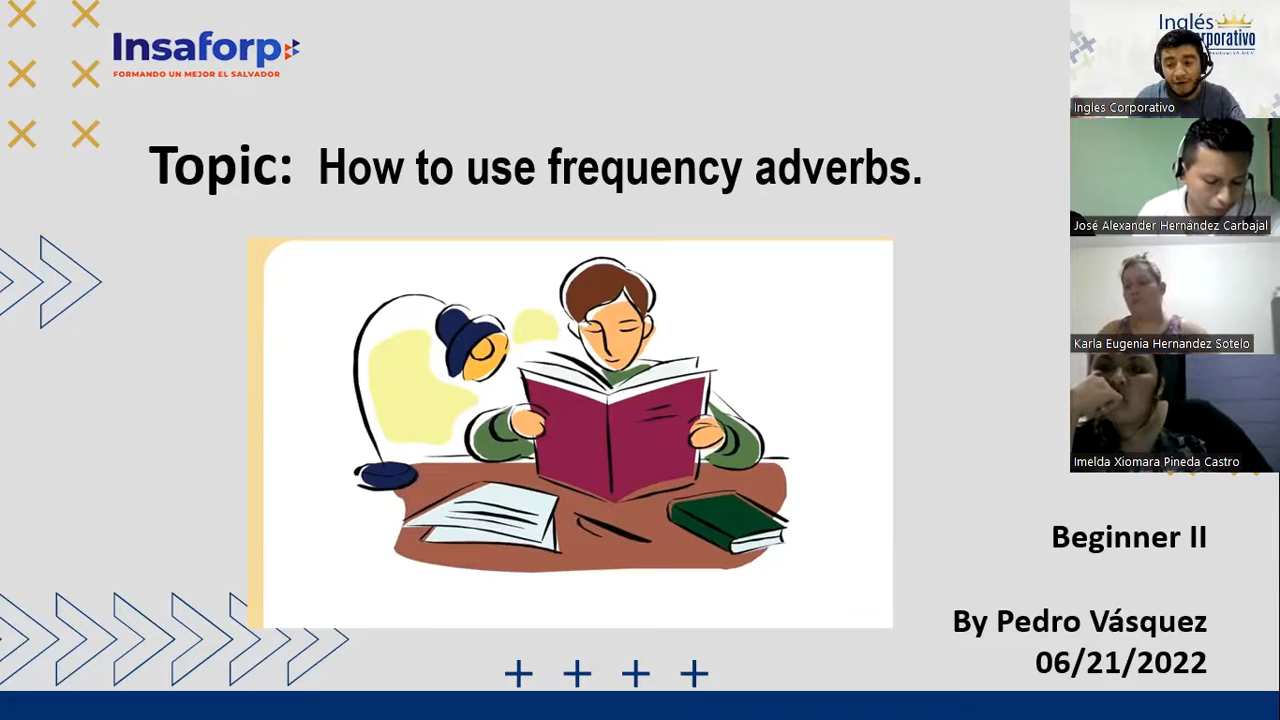 Insaforp
FORMANDO UN MEJOR EL SALVADOR
Topic: How to use frequency adverbs.
Beginner II
By Pedro Vásquez
06/21/2022
Inglés
Ingles Corporativo
José Alexander Hernández Carbajal
Karla Eugenia Hernandez Sotelo
Imelda Xiomara Pineda Castro